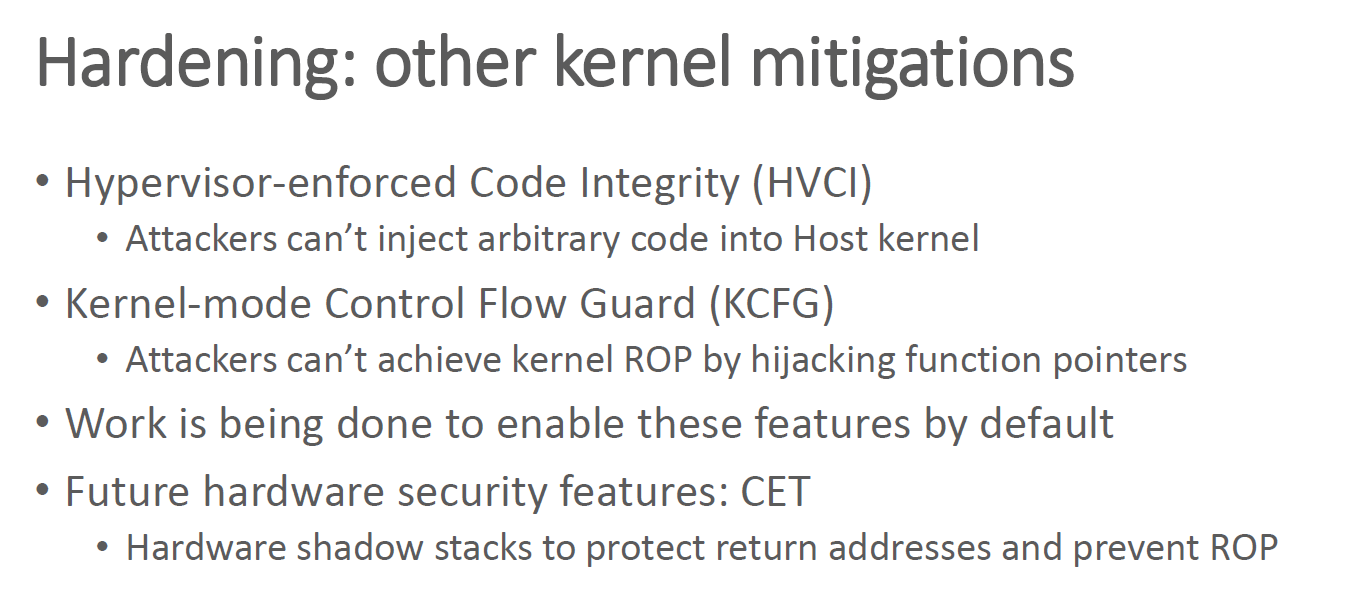 Hardening: other kernel mitigations
• Hypervisor-enforced Code Integrity (HVCI)
• Attackers can’t inject arbitrary code into Host kernel
• Kernel-mode Control Flow Guard (KCFG)
• Attackers can’t achieve kernel ROP by hijacking function pointers
• Work is being done to enable these features by default
• Future hardware security features: CET
• Hardware shadow stacks to protect return addresses and prevent ROP